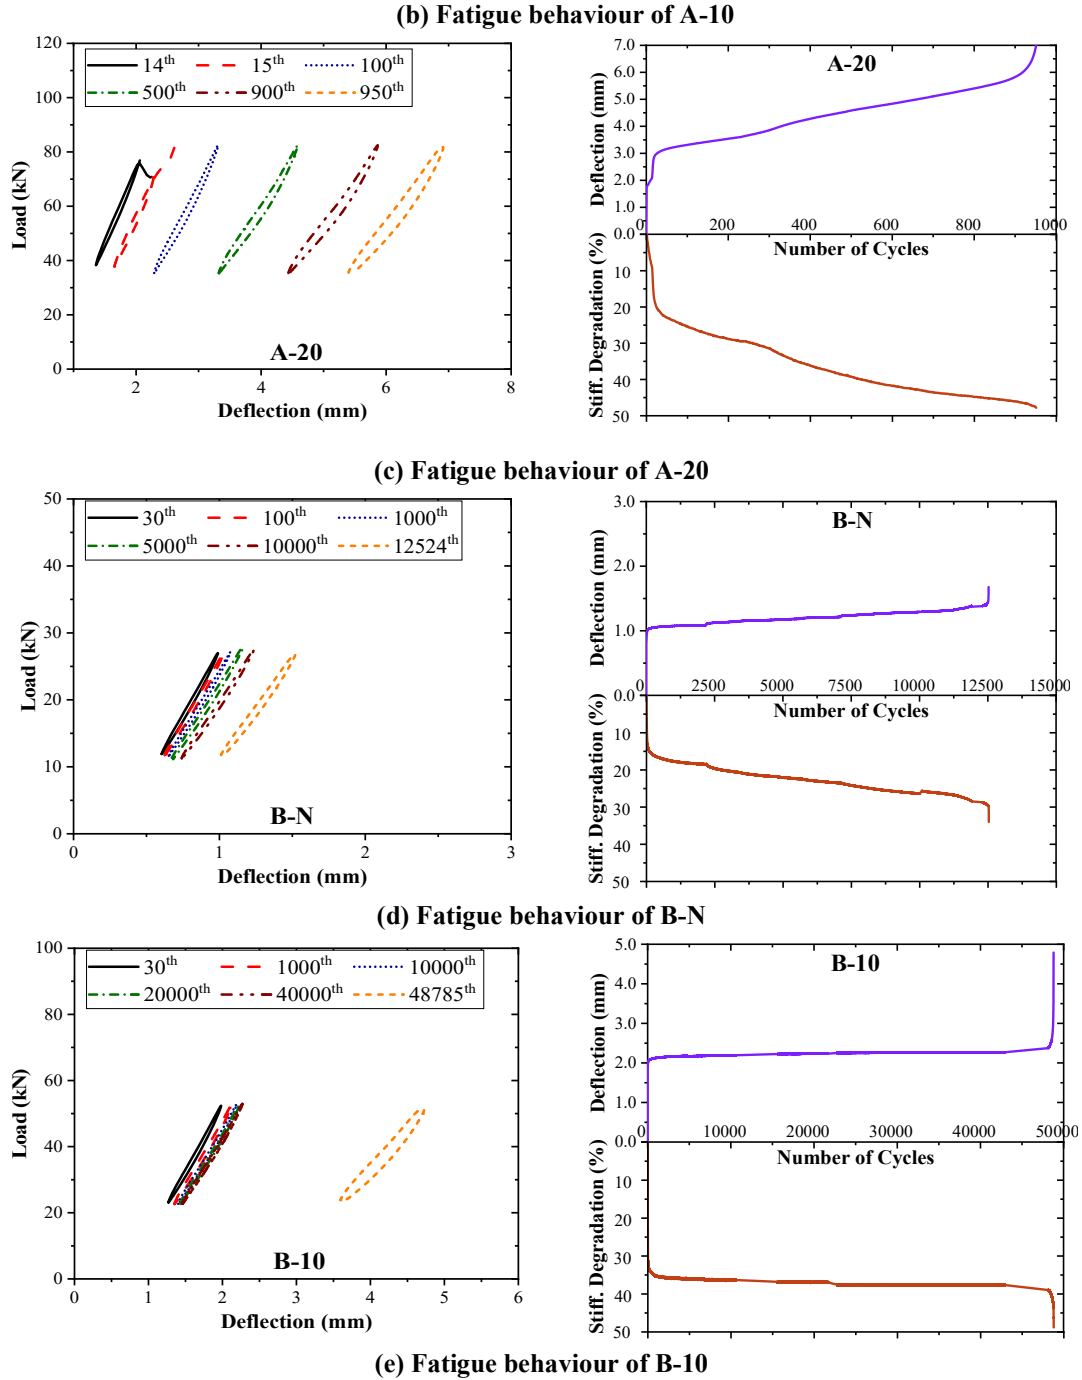 (b) Fatigue behaviour of A-10
120
100
80
60
40
20
0
Load (kN)
14th 15th 100th
500th 900th 950th
A-20
2 4 6 8
Deflection (mm)
7.0
6.0
5.0
4.0
3.0
2.0
1.0
0.0
Deflection (mm)
A-20
0 200 400 600 800 1000
Number of Cycles
10
20
30
40
50
Stiff. Degradation (%)
(c) Fatigue behaviour of A-20
50
40
30
20
10
0
Load (kN)
30th 100th 1000th
5000th 10000th 12524th
B-N
0 1 2 3
Deflection (mm)
3.0
2.0
1.0
0.0
Deflection (mm)
B-N
2500 5000 7500 10000 12500 15000
Number of Cycles
10
20
30
40
50
Stiff. Degradation (%)
(d) Fatigue behaviour of B-N
100
80
60
40
20
0
Load (kN)
30th 1000th 10000th
20000th 40000th 48785th
B-10
0 1 2 3 4 5 6
Deflection (mm)
5.0
4.0
3.0
2.0
1.0
0.0
Deflection (mm)
B-10
10000 20000 30000 40000 50000
Number of Cycles
10
20
30
40
50
Stiff. Degradation (%)
(e) Fatigue behaviour of B-10